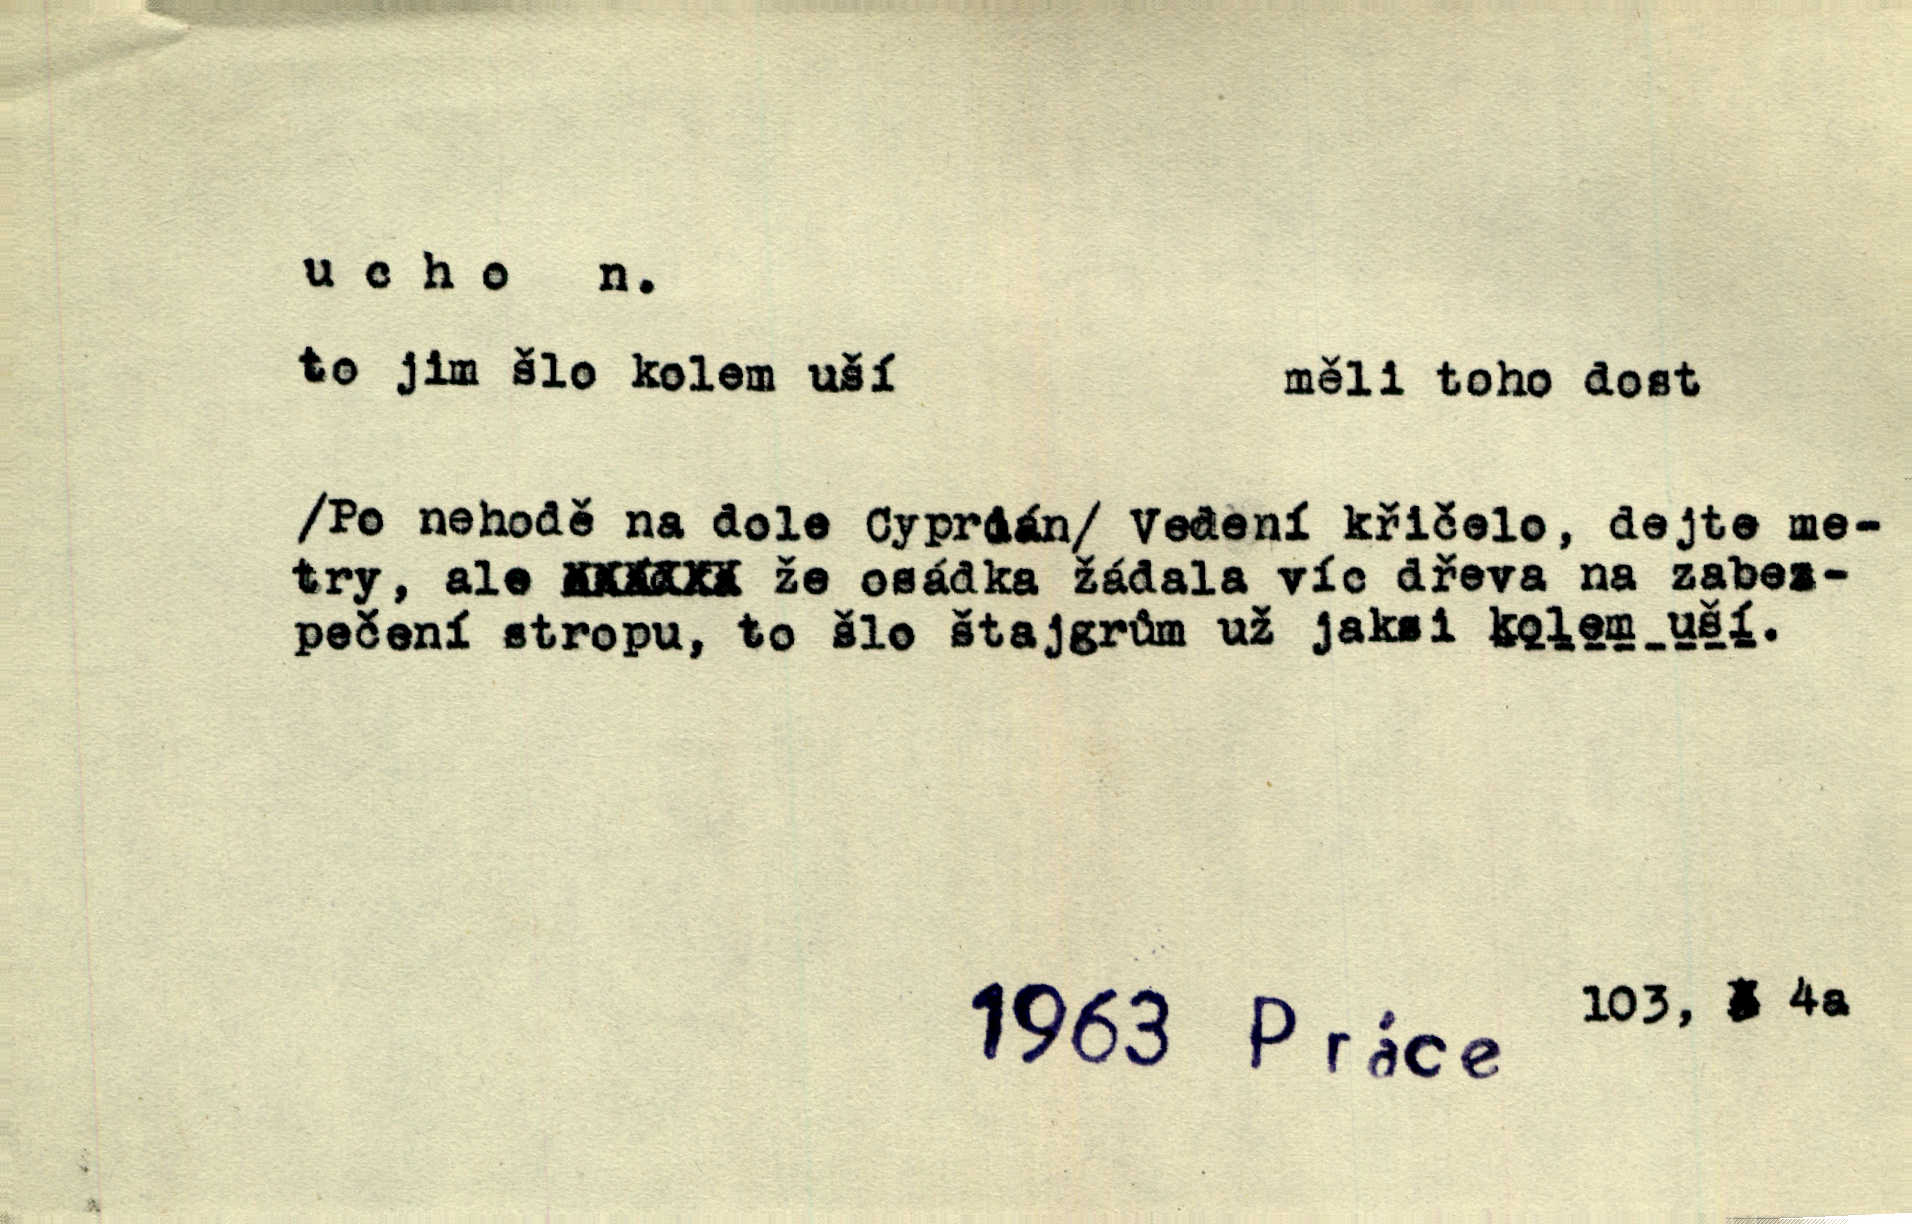 ucho n.
to jim šlo kolem uší měli toho dost
/Po nehodě na dole Cyprián/ Vedení křičelo, dejte me-
try, ale že osádka žádala víc dřeva na zabez-
pečení stropu, to šlo štajgrům už jaksi kolem uší.
1963 Práce 103, 4a